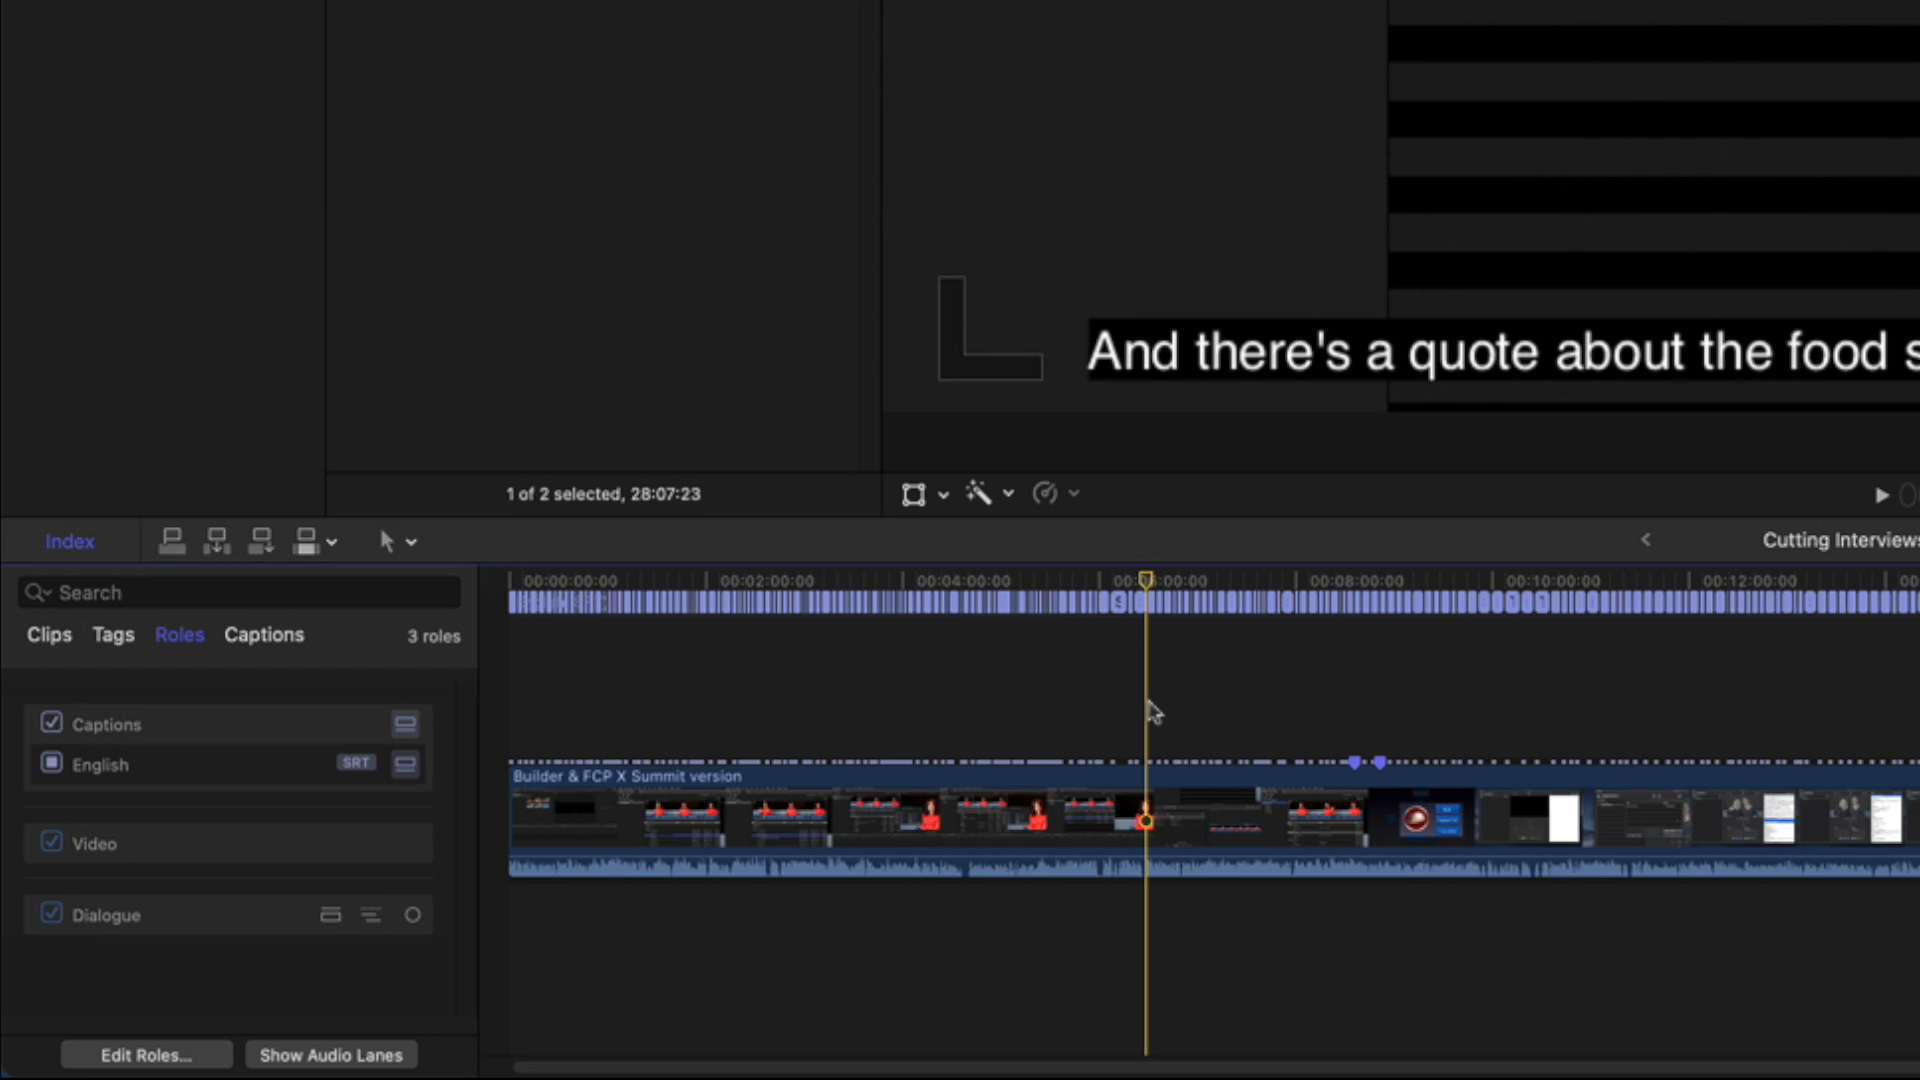 And there's a quote about the food s
1 of 2 selected, 28:07:23
Index
Cutting Interviews
Search
00:00:00:00 00:02:00:00 00:04:00:00 00:06:00:00 00:08:00:00 00:10:00:00 00:12:00:00 00
Clips Tags Roles Captions 3 roles
Captions
English SRT
Builder & FCP X Summit version
Video
Dialogue
Edit Roles... Show Audio Lanes